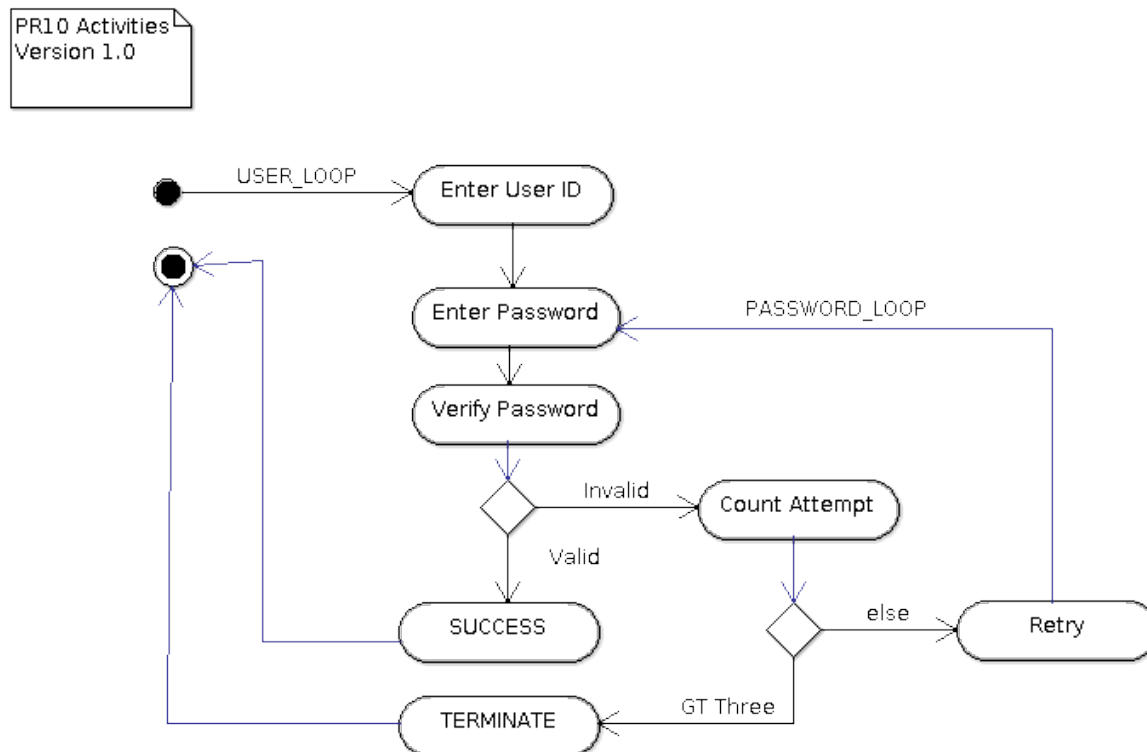 PR10 Activities
Version 1.0
USER_LOOP
Enter User ID
Enter Password
PASSWORD_LOOP
Verify Password
Invalid
Count Attempt
Valid
SUCCESS
else
Retry
TERMINATE
GT Three